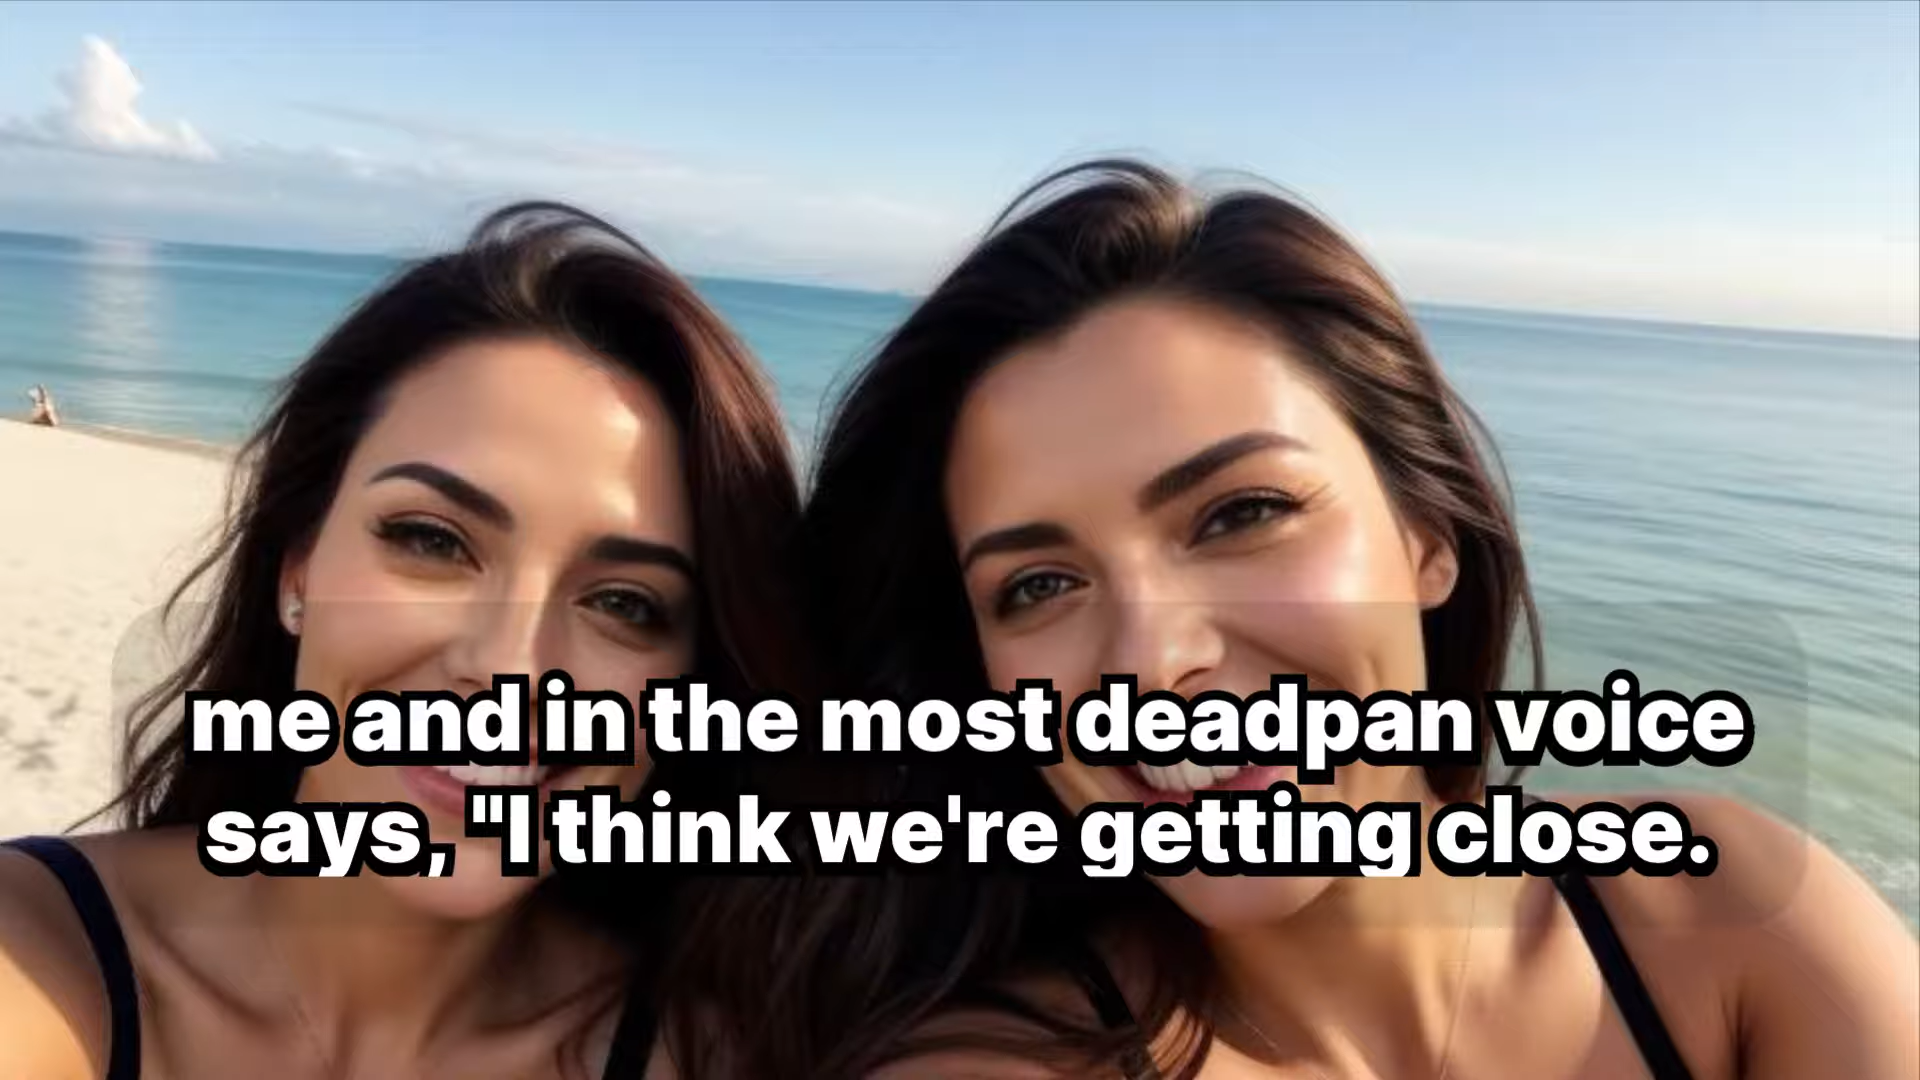 me and in the most deadpan voice
says, "I think we're getting close.